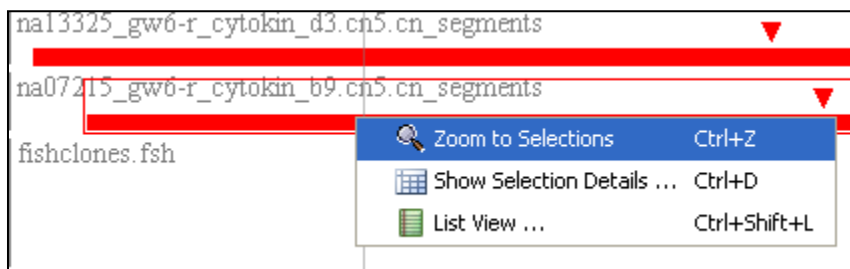 na13325_gw6-r_cytokin_d3.cn5.cn_segments
na07215_gw6-r_cytokin_b9.cn5.cn_segments
fishclones.fsh
Zoom to Selections Ctrl+Z
Show Selection Details ... Ctrl+D
List View ... Ctrl+Shift+L